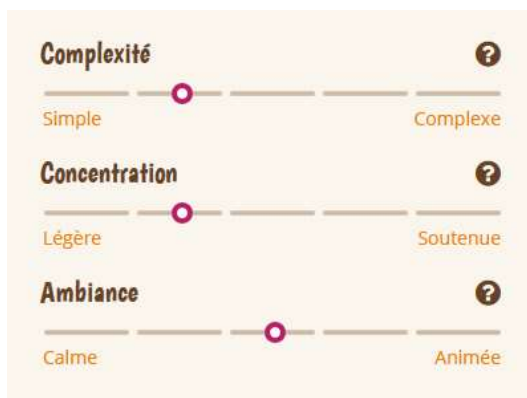 Complexité ?
Simple Complexe
Concentration ?
Légère Soutenue
Ambiance ?
Calme Animée